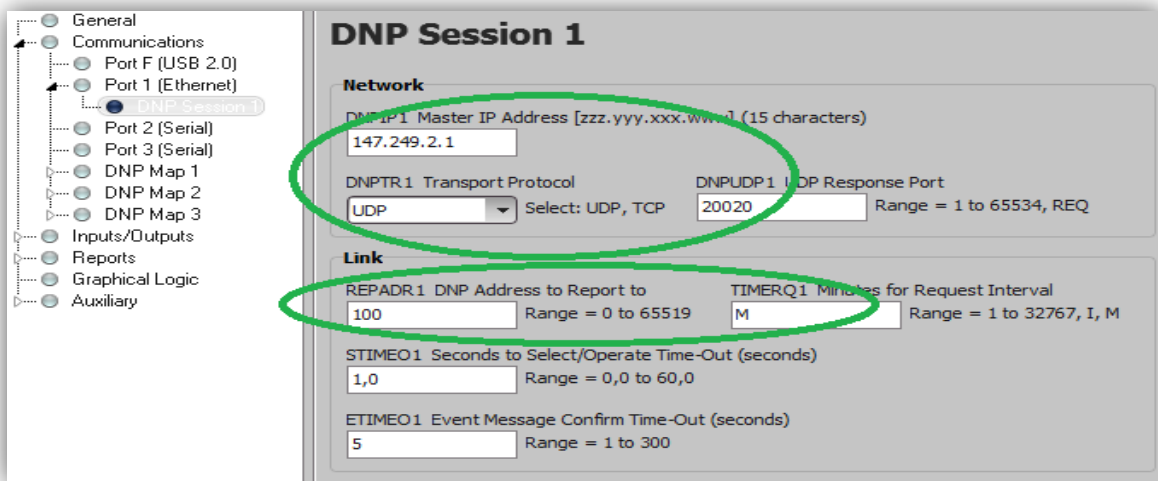 General
Communications
Port F (USB 2.0)
Port 1 (Ethernet)
DNP Session 1
Port 2 (Serial)
Port 3 (Serial)
DNP Map 1
DNP Map 2
DNP Map 3
Inputs/Outputs
Reports
Graphical Logic
Auxiliary
DNP Session 1
Network
DNPIP1 Master IP Address [zzz.yyy.xxx.www] (15 characters)
147.249.2.1
DNPTR1 Transport Protocol DNPUDP1 UDP Response Port
UDP Select: UDP, TCP 20020 Range = 1 to 65534, REQ
Link
REPADR1 DNP Address to Report to TIMERQ1 Minutes for Request Interval
100 Range = 0 to 65519 M Range = 1 to 32767, I, M
STIMEO1 Seconds to Select/Operate Time-Out (seconds)
1,0 Range = 0,0 to 60,0
ETIMEO1 Event Message Confirm Time-Out (seconds)
5 Range = 1 to 300